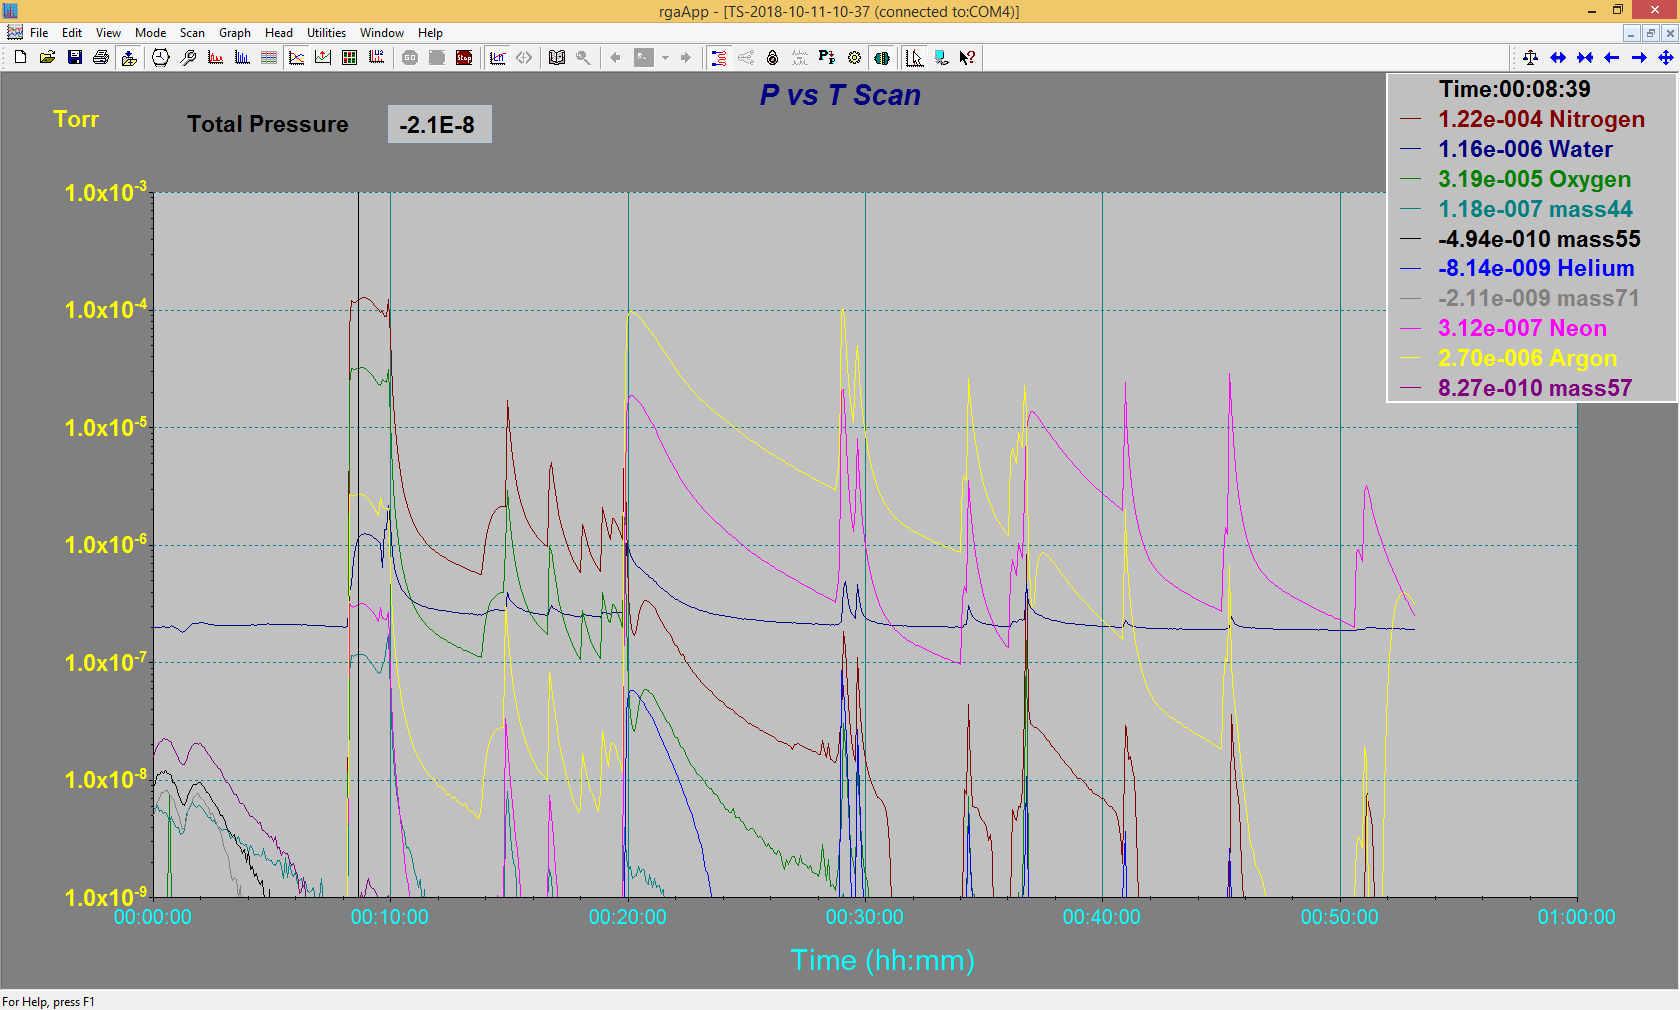 rgaApp - [TS-2018-10-11-10-37 (connected to:COM4)]
File Edit View Mode Scan Graph Head Utilities Window Help
GO Stop
P vs T Scan
Torr
Total Pressure -2.1E-8
Time:00:08:39
1.22e-004 Nitrogen
1.16e-006 Water
3.19e-005 Oxygen
1.18e-007 mass44
-4.94e-010 mass55
-8.14e-009 Helium
-2.11e-009 mass71
3.12e-007 Neon
2.70e-006 Argon
8.27e-010 mass57
1.0x10-3
1.0x10-4
1.0x10-5
1.0x10-6
1.0x10-7
1.0x10-8
1.0x10-9
00:00:00 00:10:00 00:20:00 00:30:00 00:40:00 00:50:00 01:00:00
Time (hh:mm)
For Help, press F1